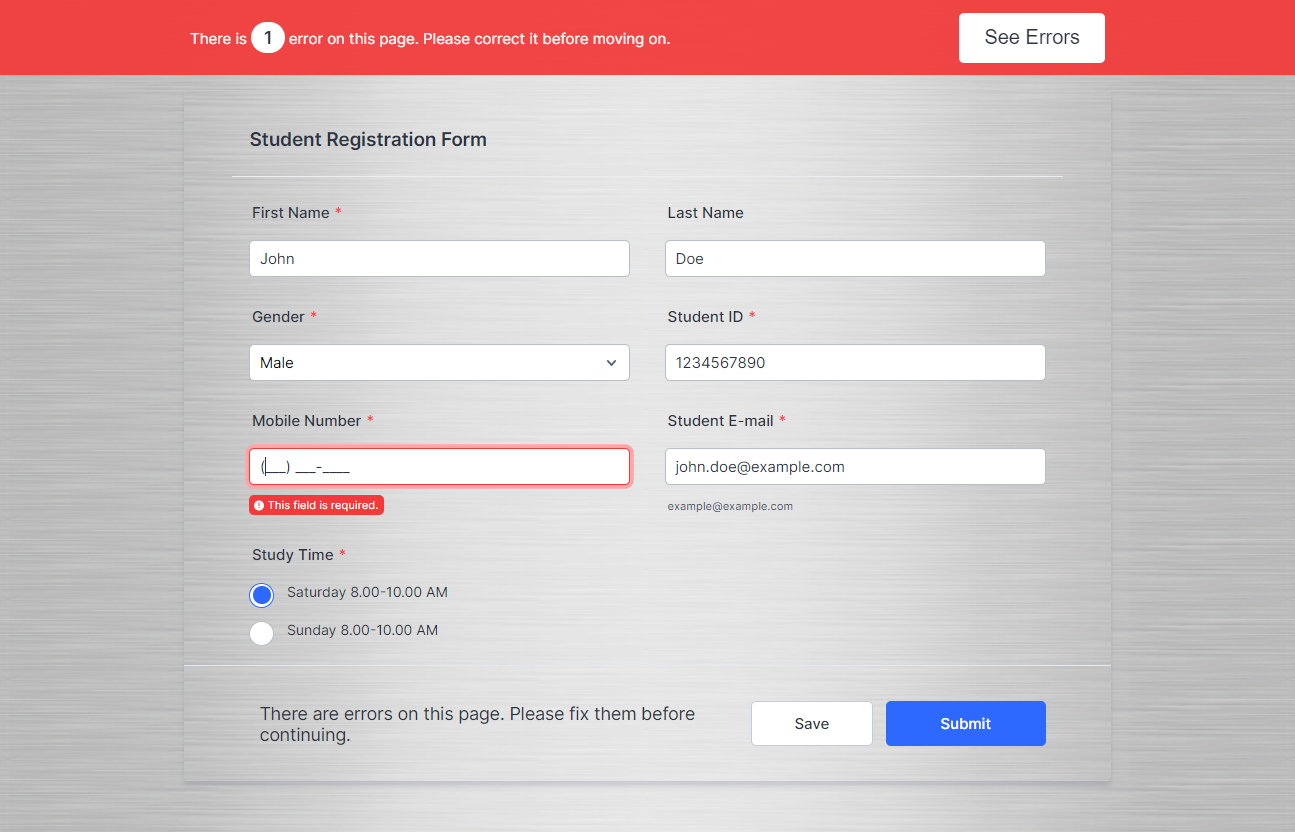 There is 1 error on this page. Please correct it before moving on.
See Errors
Student Registration Form
First Name *
Last Name
John
Doe
Gender *
Student ID *
Male
1234567890
Mobile Number *
Student E-mail *
(___) ___-____
john.doe@example.com
This field is required.
example@example.com
Study Time *
Saturday 8.00-10.00 AM
Sunday 8.00-10.00 AM
There are errors on this page. Please fix them before
continuing.
Save
Submit